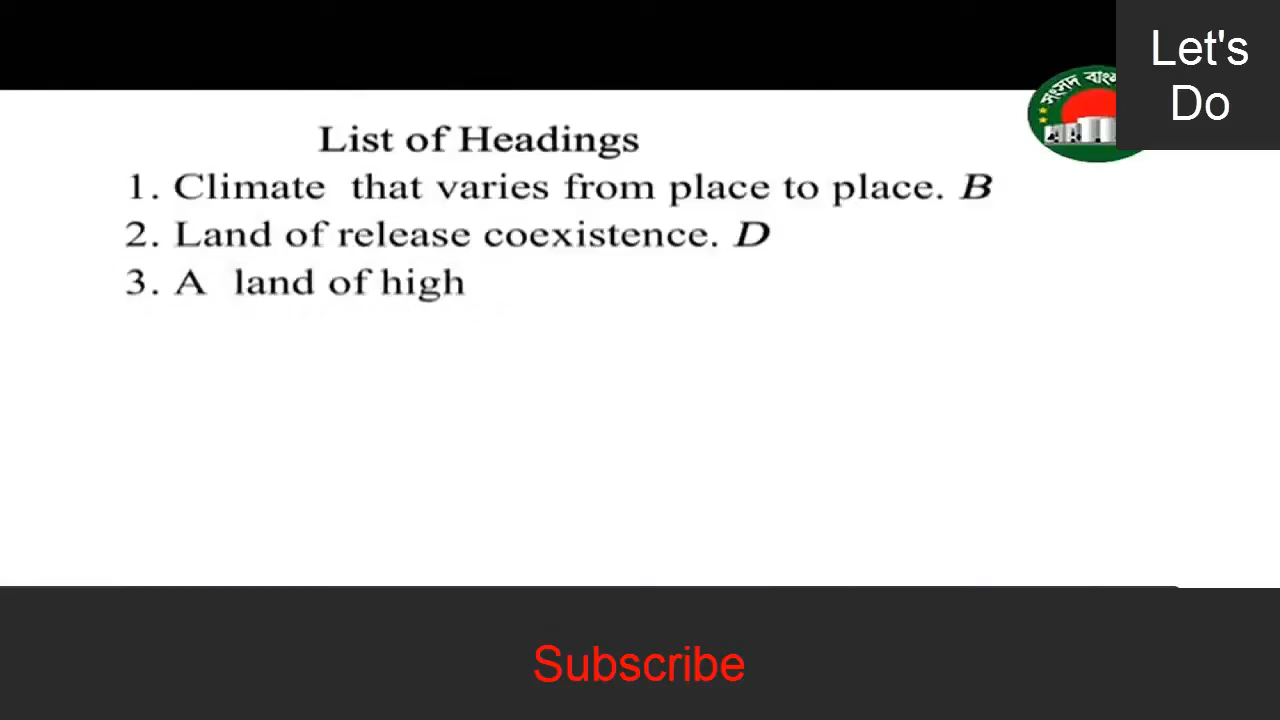 Let's
Do
সংসদ
List of Headings
1. Climate that varies from place to place. B
2. Land of release coexistence. D
3. A land of high
Subscribe